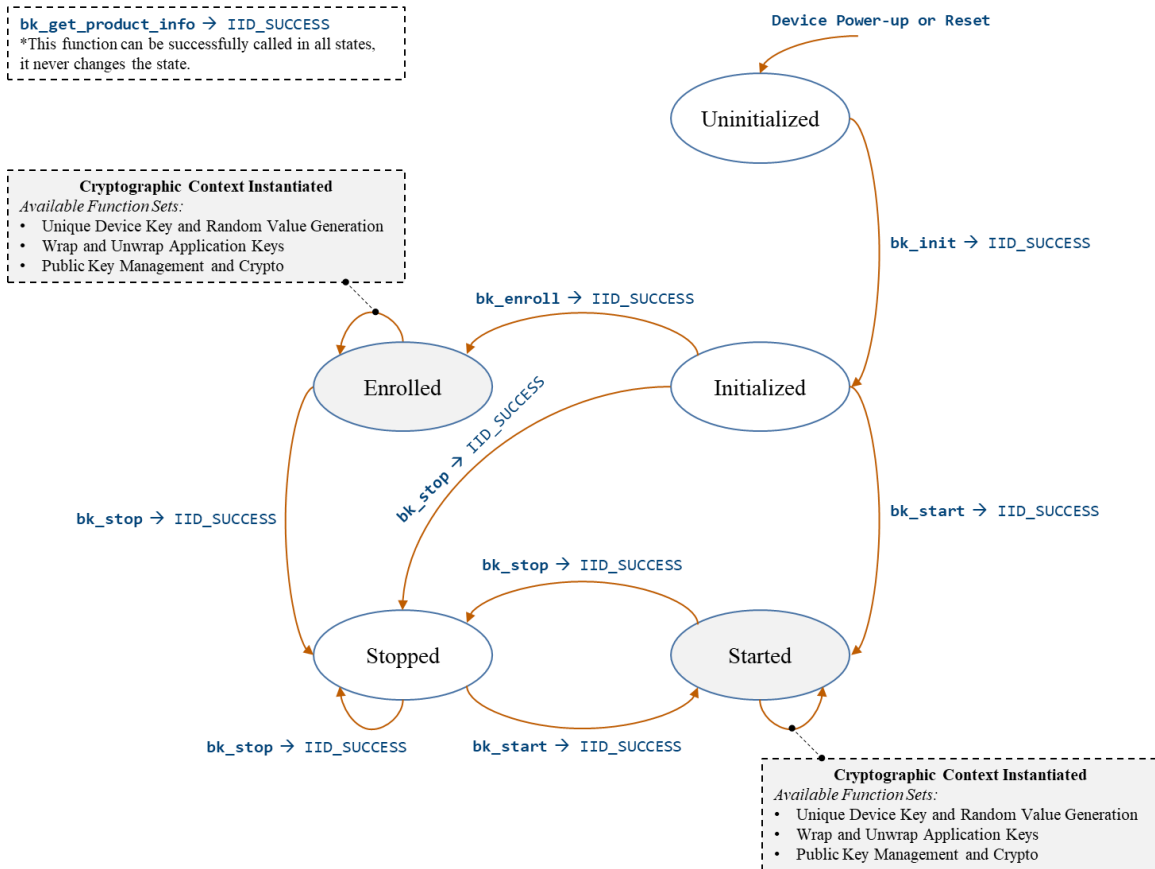 bk_get_product_info → IID_SUCCESS
*This function can be successfully called in all states,
it never changes the state.
Device Power-up or Reset
Uninitialized
Cryptographic Context Instantiated
Available Function Sets:
• Unique Device Key and Random Value Generation
• Wrap and Unwrap Application Keys
• Public Key Management and Crypto
bk_init → IID_SUCCESS
bk_enroll → IID_SUCCESS
Enrolled
Initialized
bk_stop → IID_SUCCESS
bk_stop → IID_SUCCESS
bk_start → IID_SUCCESS
bk_stop → IID_SUCCESS
Stopped
Started
bk_stop → IID_SUCCESS
bk_start → IID_SUCCESS
Cryptographic Context Instantiated
Available Function Sets:
• Unique Device Key and Random Value Generation
• Wrap and Unwrap Application Keys
• Public Key Management and Crypto